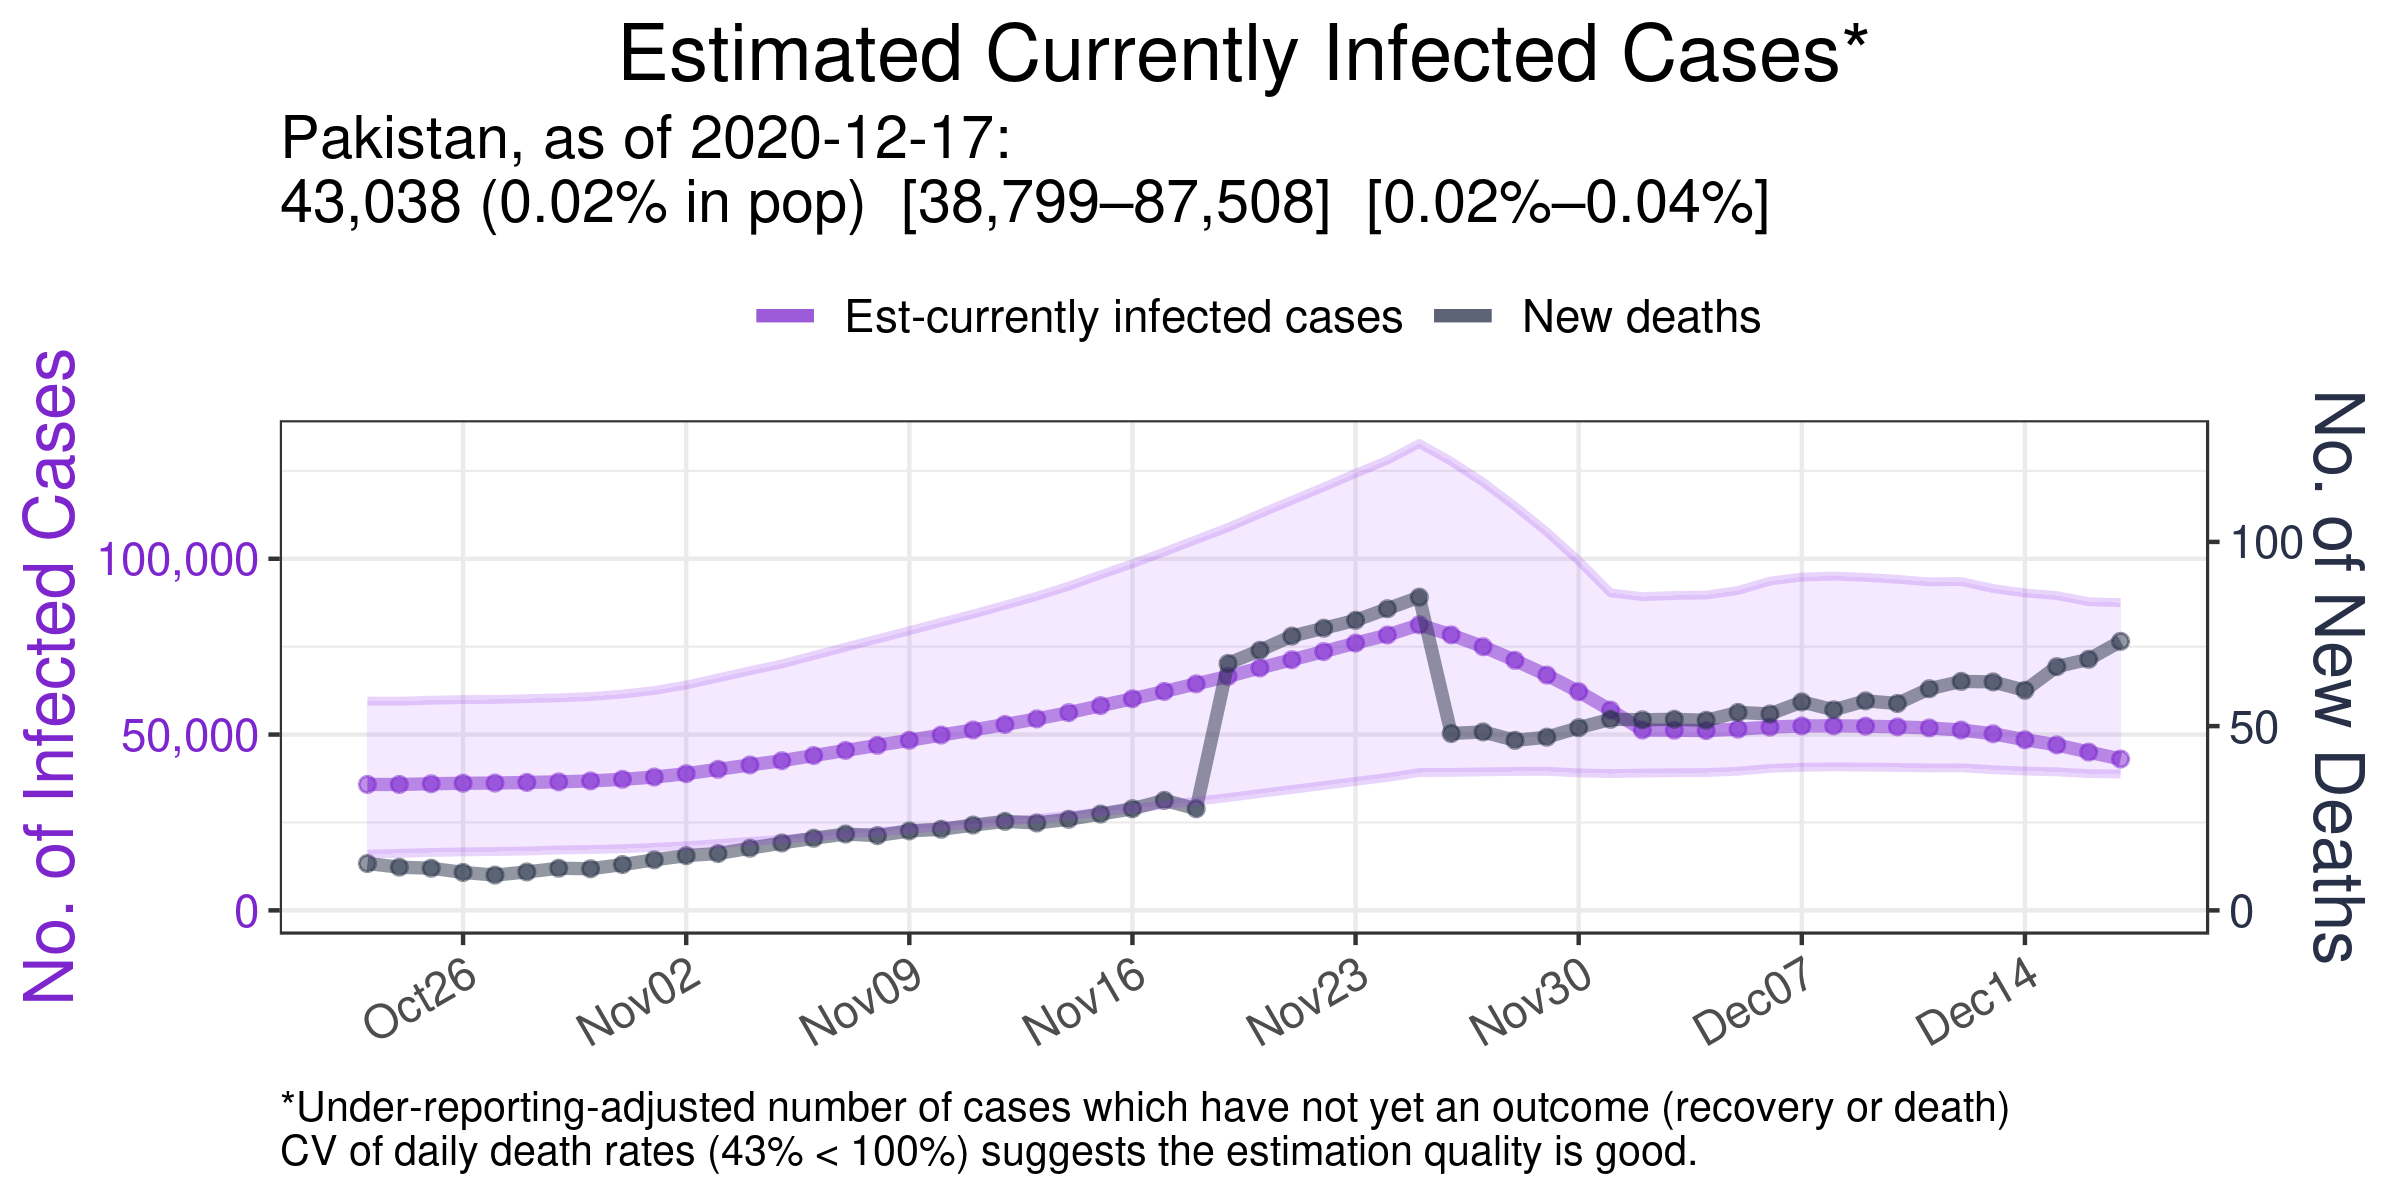 Estimated Currently Infected Cases*
Pakistan, as of 2020-12-17:
43,038 (0.02% in pop)  [38,799–87,508]  [0.02%–0.04%]
Est-currently infected cases
New deaths
No. of Infected Cases
100,000
50,000
0
No. of New Deaths
100
50
0
Oct26
Nov02
Nov09
Nov16
Nov23
Nov30
Dec07
Dec14
*Under-reporting-adjusted number of cases which have not yet an outcome (recovery or death)
CV of daily death rates (43% < 100%) suggests the estimation quality is good.